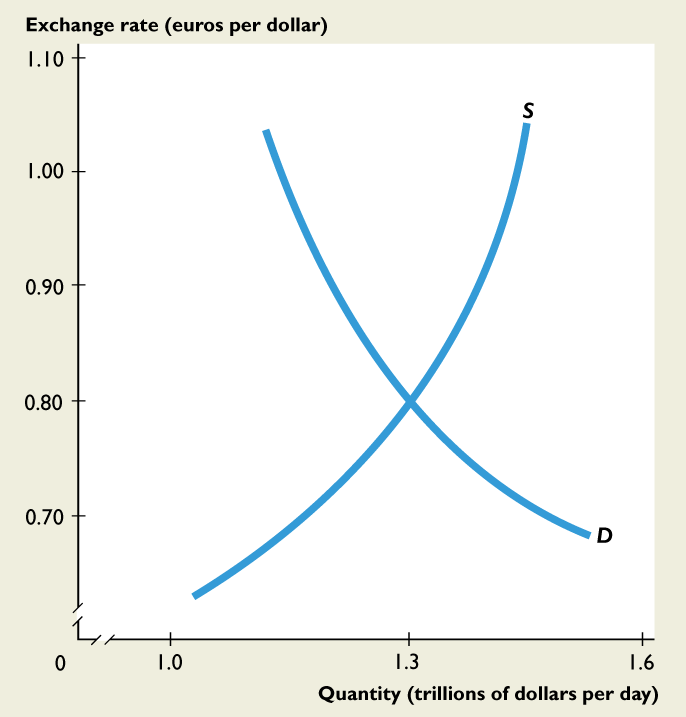 Exchange rate (euros per dollar)
1.10
S
1.00
0.90
0.80
0.70
D
0
1.0
1.3
1.6
Quantity (trillions of dollars per day)